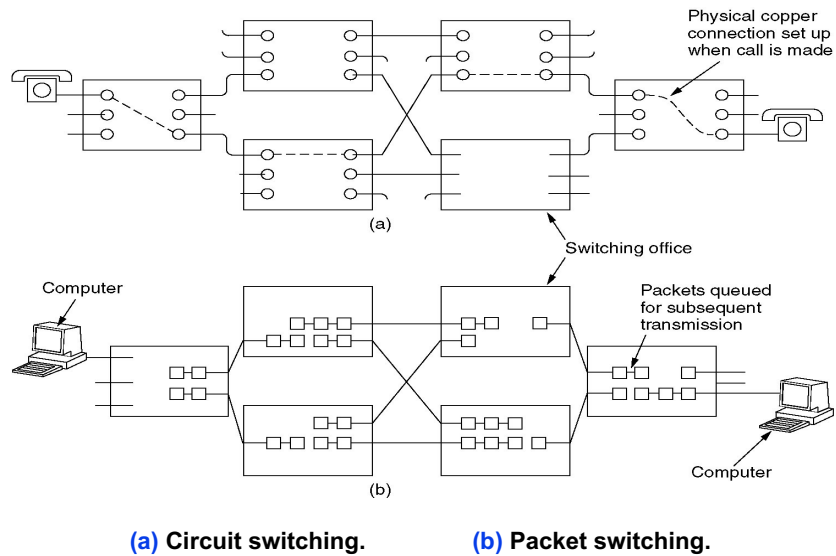 Physical copper
connection set up
when call is made
(a)
Switching office
Computer
Packets queued
for subsequent
transmission
Computer
(b)
(a) Circuit switching. (b) Packet switching.